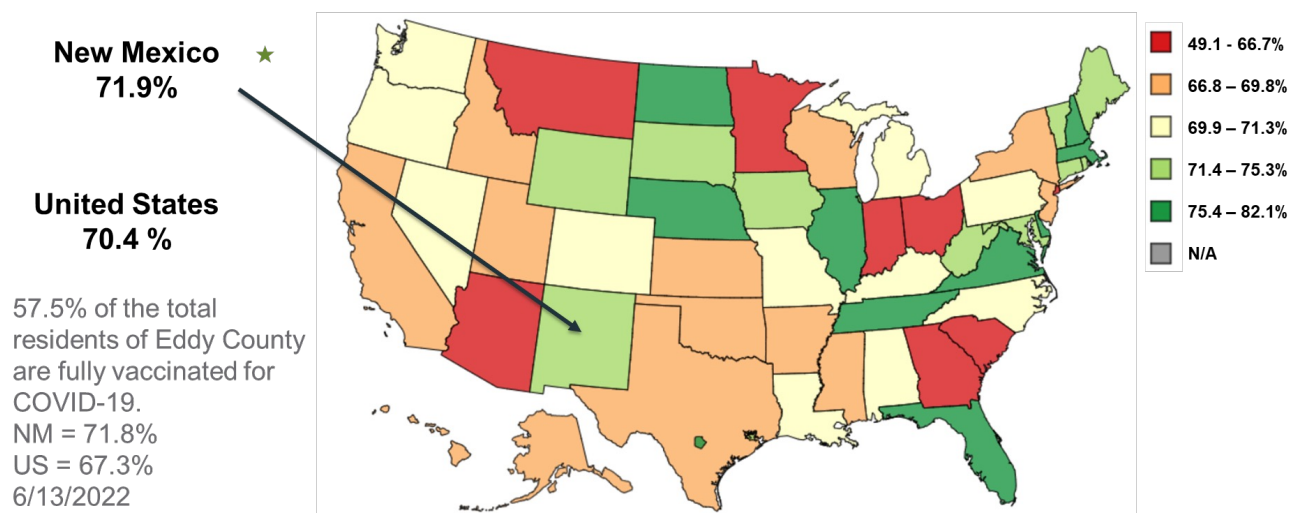 New Mexico
71.9%
United States
70.4 %
57.5% of the total
residents of Eddy County
are fully vaccinated for
COVID-19.
NM = 71.8%
US = 67.3%
6/13/2022
49.1 - 66.7%
66.8 – 69.8%
69.9 – 71.3%
71.4 – 75.3%
75.4 – 82.1%
N/A